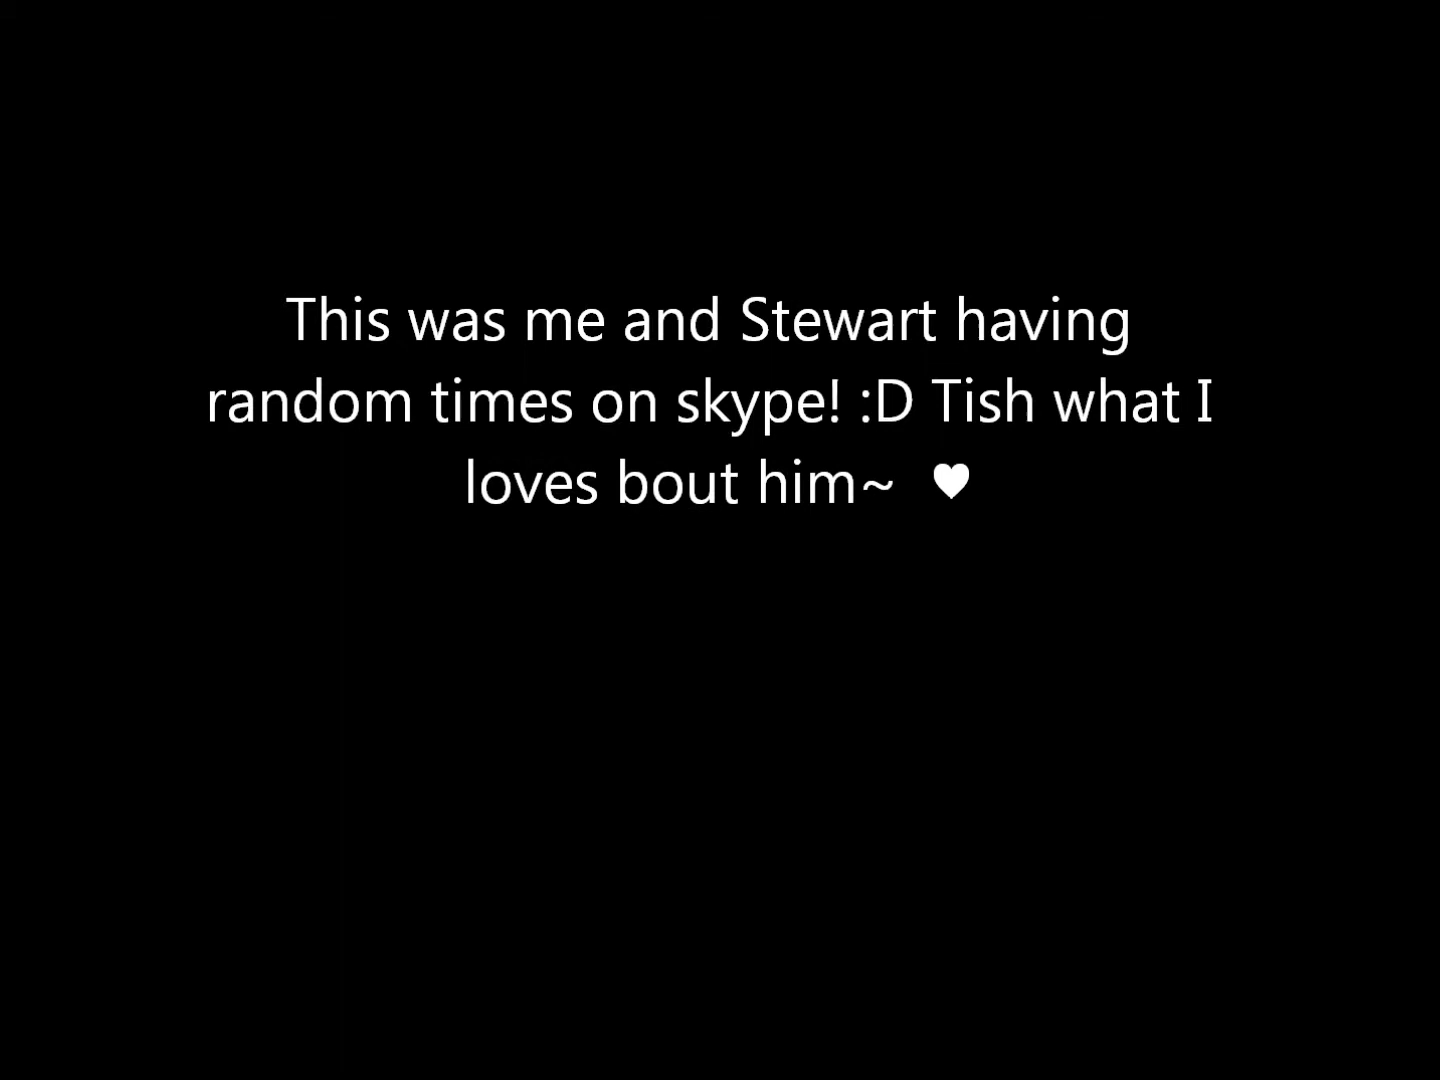 This was me and Stewart having
random times on skype! :D Tish what I
loves bout him~ ♥